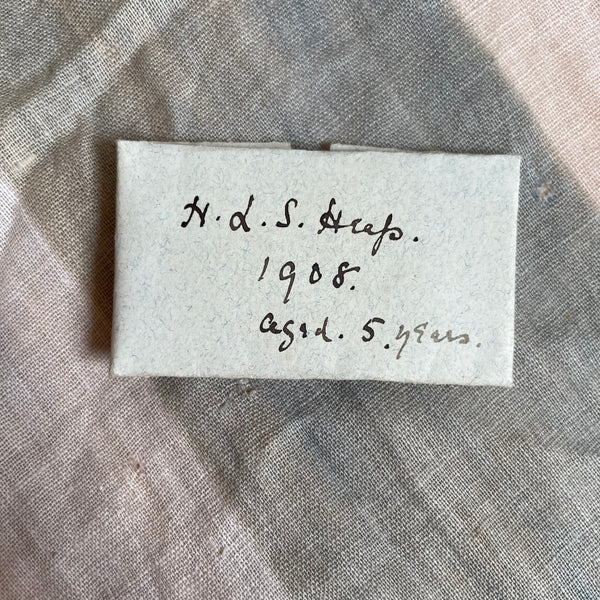 H. L. S. Heap.
1908.
aged. 5. years.